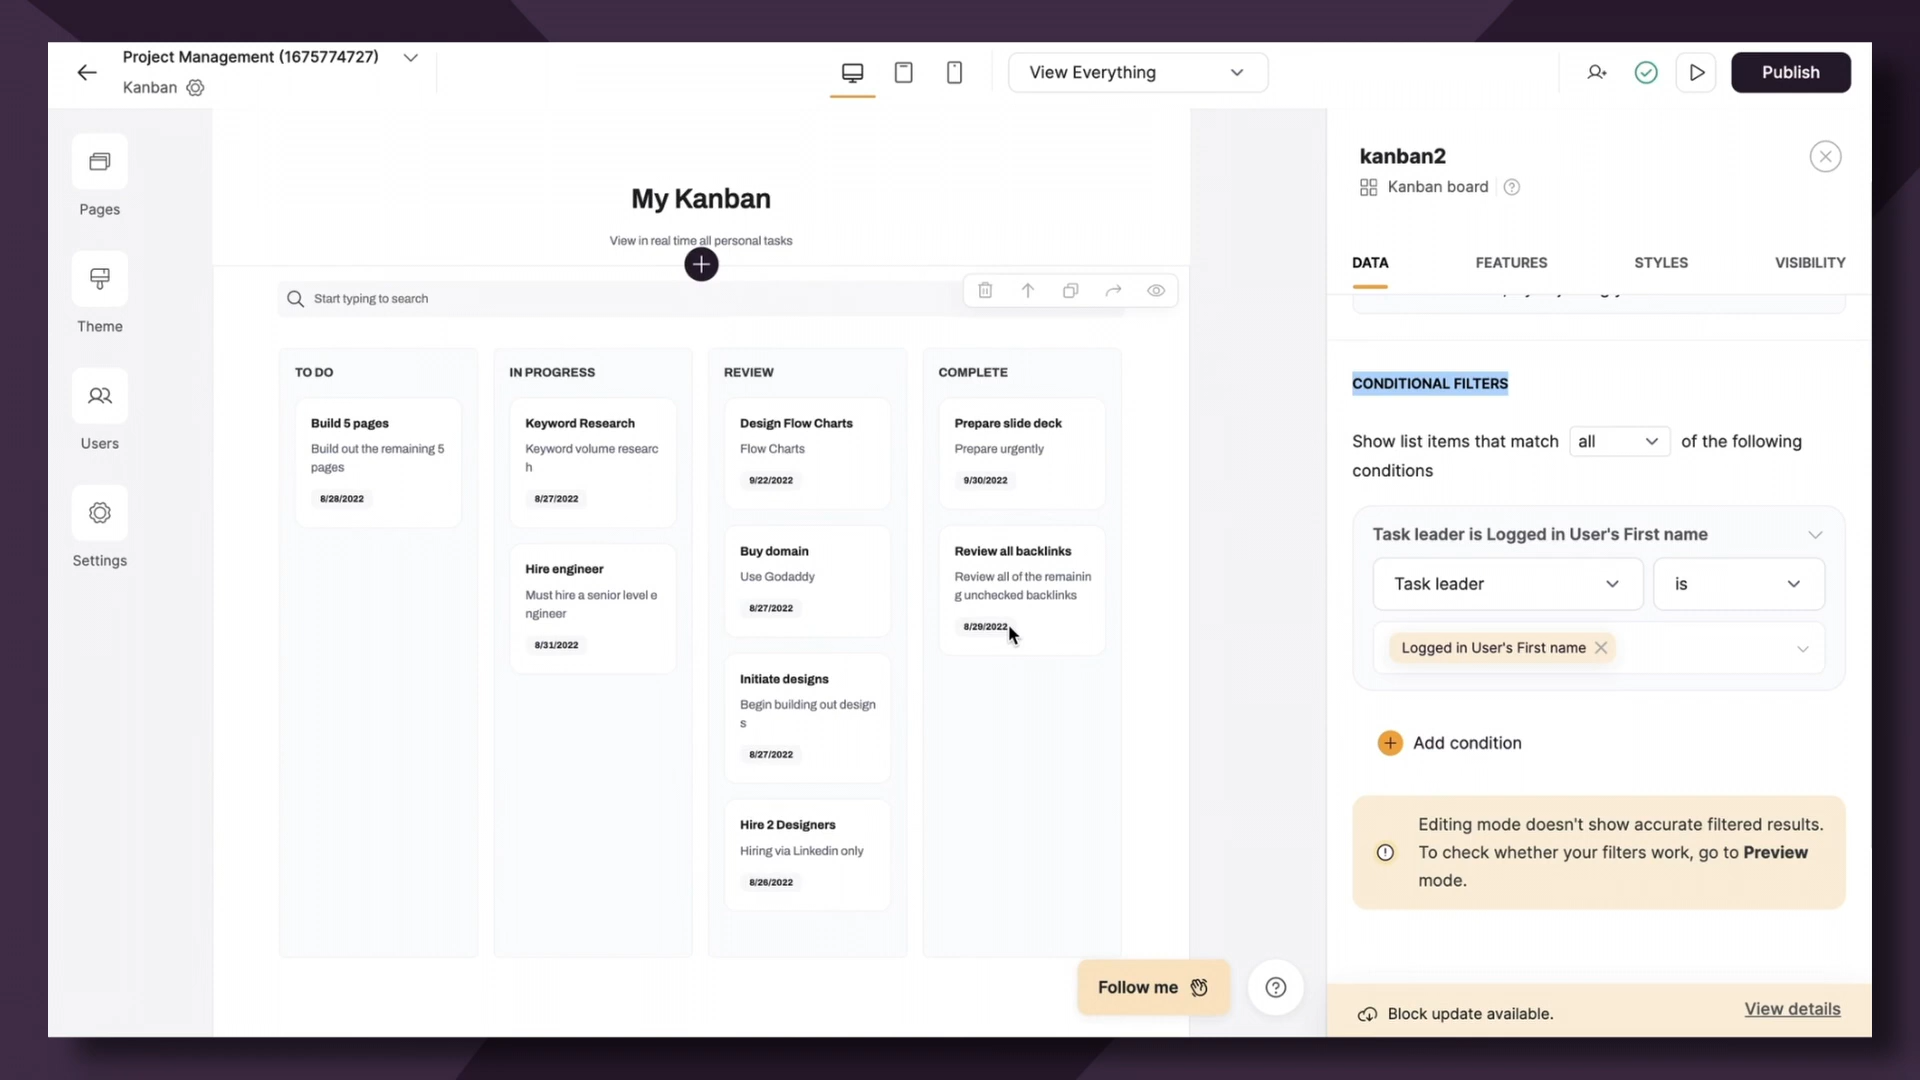 Project Management (1675774727)
Kanban
View Everything
Publish
Pages
Theme
Users
Settings
My Kanban
View in real time all personal tasks
Start typing to search
TO DO
Build 5 pages
Build out the remaining 5
pages
8/28/2022
IN PROGRESS
Keyword Research
Keyword volume researc
h
8/27/2022
Hire engineer
Must hire a senior level e
ngineer
8/31/2022
REVIEW
Design Flow Charts
Flow Charts
9/22/2022
Buy domain
Use Godaddy
8/27/2022
Initiate designs
Begin building out design
s
8/27/2022
Hire 2 Designers
Hiring via Linkedin only
8/26/2022
COMPLETE
Prepare slide deck
Prepare urgently
9/30/2022
Review all backlinks
Review all of the remainin
g unchecked backlinks
8/29/2022
Follow me
kanban2
Kanban board
DATA
FEATURES
STYLES
VISIBILITY
CONDITIONAL FILTERS
Show list items that match all of the following
conditions
Task leader is Logged in User's First name
Task leader
is
Logged in User's First name
Add condition
Editing mode doesn't show accurate filtered results.
To check whether your filters work, go to Preview
mode.
Block update available.
View details